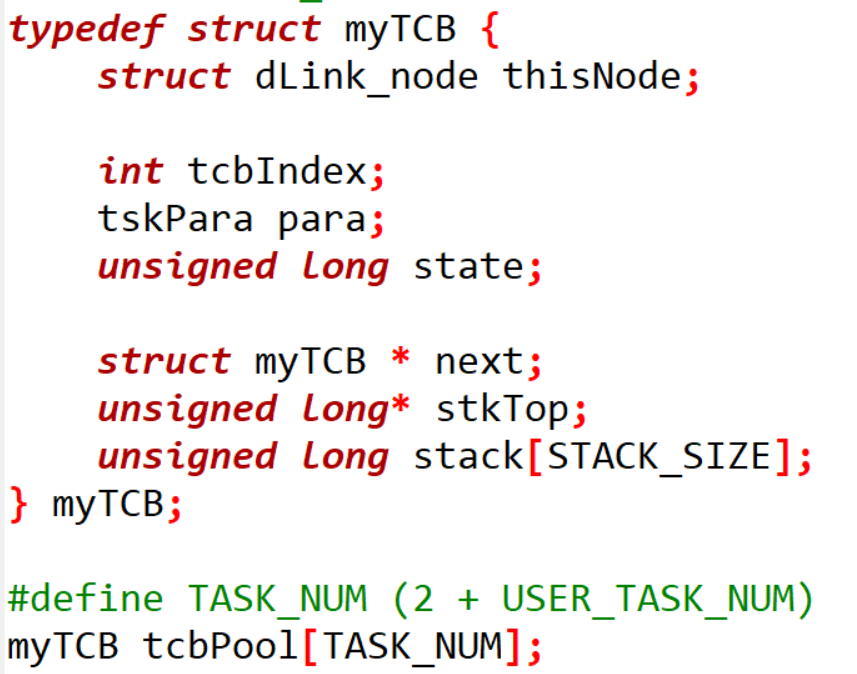 typedef struct myTCB {
    struct dLink_node thisNode;
    int tcbIndex;
    tskPara para;
    unsigned long state;
    struct myTCB * next;
    unsigned long* stkTop;
    unsigned long stack[STACK_SIZE];
} myTCB;
#define TASK_NUM (2 + USER_TASK_NUM)
myTCB tcbPool[TASK_NUM];